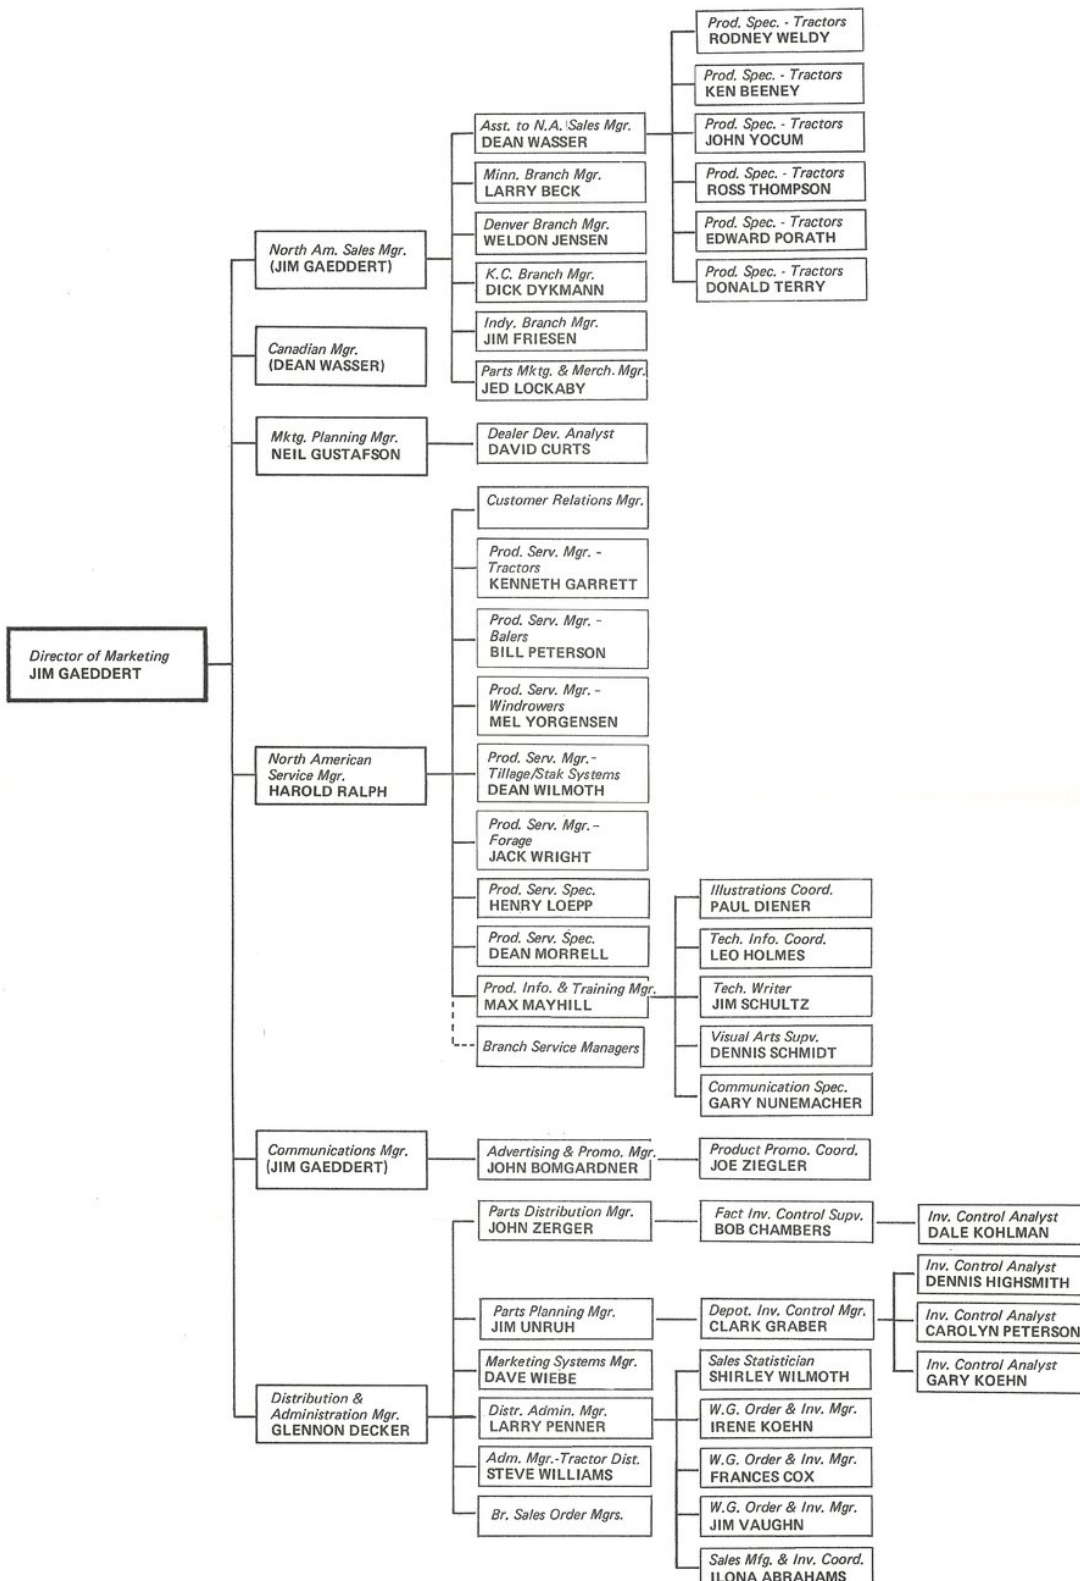 Director of Marketing
JIM GAEDDERT
North Am. Sales Mgr.
(JIM GAEDDERT)
Asst. to N.A. Sales Mgr.
DEAN WASSER
Prod. Spec. - Tractors
RODNEY WELDY
Prod. Spec. - Tractors
KEN BEENEY
Prod. Spec. - Tractors
JOHN YOCUM
Prod. Spec. - Tractors
ROSS THOMPSON
Prod. Spec. - Tractors
EDWARD PORATH
Prod. Spec. - Tractors
DONALD TERRY
Minn. Branch Mgr.
LARRY BECK
Denver Branch Mgr.
WELDON JENSEN
K.C. Branch Mgr.
DICK DYKMANN
Indy. Branch Mgr.
JIM FRIESEN
Parts Mktg. & Merch. Mgr.
JED LOCKABY
Canadian Mgr.
(DEAN WASSER)
Mktg. Planning Mgr.
NEIL GUSTAFSON
Dealer Dev. Analyst
DAVID CURTS
North American
Service Mgr.
HAROLD RALPH
Customer Relations Mgr.
Prod. Serv. Mgr. -
Tractors
KENNETH GARRETT
Prod. Serv. Mgr. -
Balers
BILL PETERSON
Prod. Serv. Mgr. -
Windrowers
MEL YORGENSEN
Prod. Serv. Mgr.-
Tillage/Stak Systems
DEAN WILMOTH
Prod. Serv. Mgr.-
Forage
JACK WRIGHT
Prod. Serv. Spec.
HENRY LOEPP
Prod. Serv. Spec.
DEAN MORRELL
Prod. Info. & Training Mgr.
MAX MAYHILL
Illustrations Coord.
PAUL DIENER
Tech. Info. Coord.
LEO HOLMES
Tech. Writer
JIM SCHULTZ
Visual Arts Supv.
DENNIS SCHMIDT
Communication Spec.
GARY NUNEMACHER
Branch Service Managers
Communications Mgr.
(JIM GAEDDERT)
Advertising & Promo. Mgr.
JOHN BOMGARDNER
Product Promo. Coord.
JOE ZIEGLER
Distribution &
Administration Mgr.
GLENNON DECKER
Parts Distribution Mgr.
JOHN ZERGER
Fact Inv. Control Supv.
BOB CHAMBERS
Inv. Control Analyst
DALE KOHLMAN
Parts Planning Mgr.
JIM UNRUH
Depot. Inv. Control Mgr.
CLARK GRABER
Inv. Control Analyst
DENNIS HIGHSMITH
Inv. Control Analyst
CAROLYN PETERSON
Inv. Control Analyst
GARY KOEHN
Marketing Systems Mgr.
DAVE WIEBE
Distr. Admin. Mgr.
LARRY PENNER
Sales Statistician
SHIRLEY WILMOTH
W.G. Order & Inv. Mgr.
IRENE KOEHN
W.G. Order & Inv. Mgr.
FRANCES COX
W.G. Order & Inv. Mgr.
JIM VAUGHN
Sales Mfg. & Inv. Coord.
ILONA ABRAHAMS
Adm. Mgr.-Tractor Dist.
STEVE WILLIAMS
Br. Sales Order Mgrs.